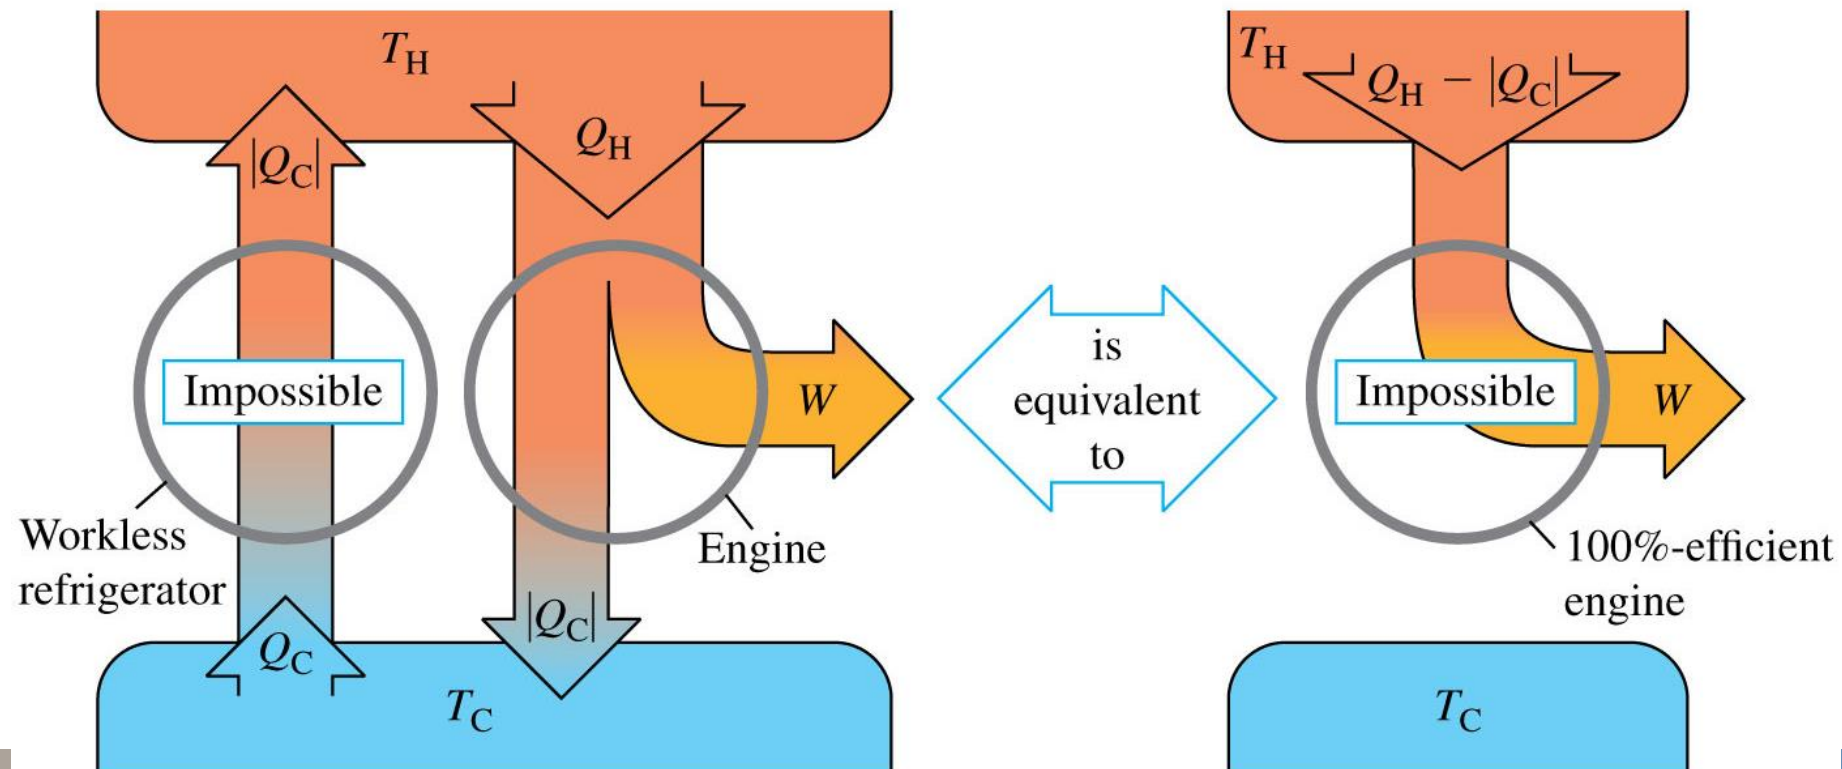 T_H
|Q_C|
Q_H
Impossible
W
Workless
refrigerator
Engine
Q_C
|Q_C|
T_C
is
equivalent
to
T_H
Q_H − |Q_C|
Impossible
W
100%-efficient
engine
T_C